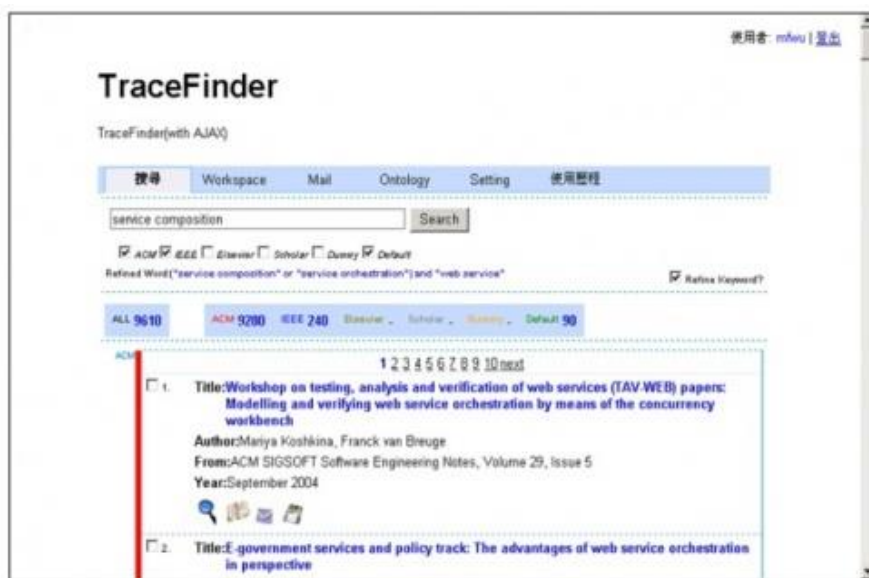 使用者: mfwu | 登出
TraceFinder
TraceFinder(with AJAX)
搜尋 Workspace Mail Ontology Setting 使用歷程
service composition Search
ACM IEEE Elsevier Scholar Dummy Default
Refined Word("service composition" or "service orchestration")and "web service"
Refine Keyword?
ALL 9610 ACM 9280 IEEE 240 Elsevier - Scholar - Dummy - Default 90
ACM
1 2 3 4 5 6 7 8 9 10 next
1. Title:Workshop on testing, analysis and verification of web services (TAV-WEB) papers:
Modelling and verifying web service orchestration by means of the concurrency
workbench
Author:Mariya Koshkina, Franck van Breuge
From:ACM SIGSOFT Software Engineering Notes, Volume 29, Issue 5
Year:September 2004
2. Title:E-government services and policy track: The advantages of web service orchestration
in perspective